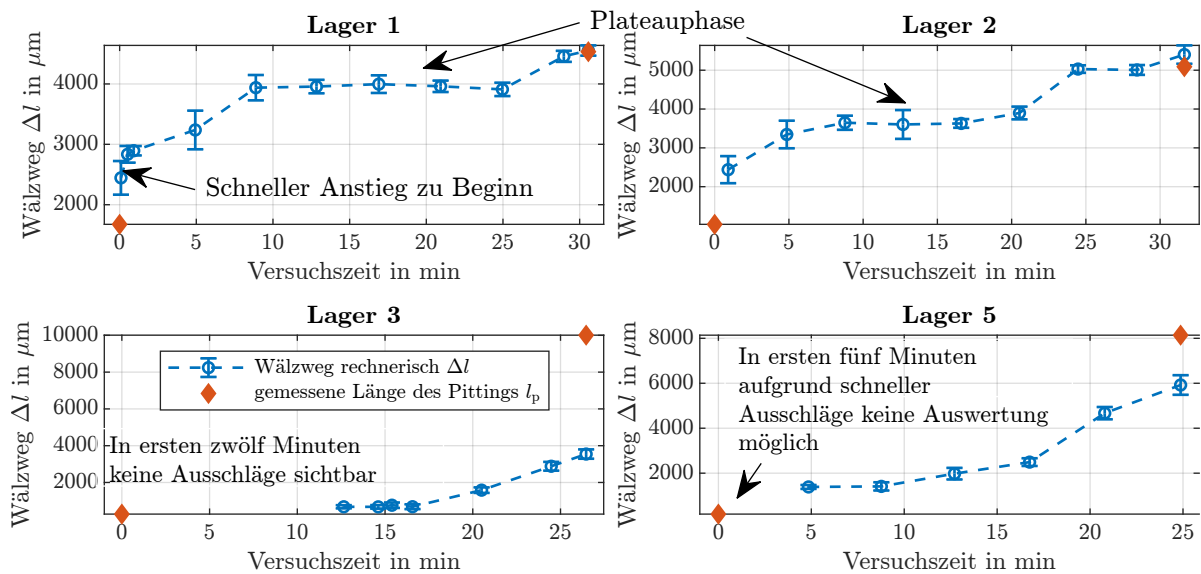 Plateauphase
Lager 1
Wälzweg Δl in μm
4000
3000
2000
Schneller Anstieg zu Beginn
0 5 10 15 20 25 30
Versuchszeit in min
Lager 2
Wälzweg Δl in μm
5000
4000
3000
2000
0 5 10 15 20 25 30
Versuchszeit in min
Lager 3
Wälzweg Δl in μm
10000
8000
6000
4000
2000
Wälzweg rechnerisch Δl
gemessene Länge des Pittings lp
In ersten zwölf Minuten
keine Ausschläge sichtbar
0 5 10 15 20 25
Versuchszeit in min
Lager 5
Wälzweg Δl in μm
8000
6000
4000
2000
In ersten fünf Minuten
aufgrund schneller
Ausschläge keine Auswertung
möglich
0 5 10 15 20 25
Versuchszeit in min